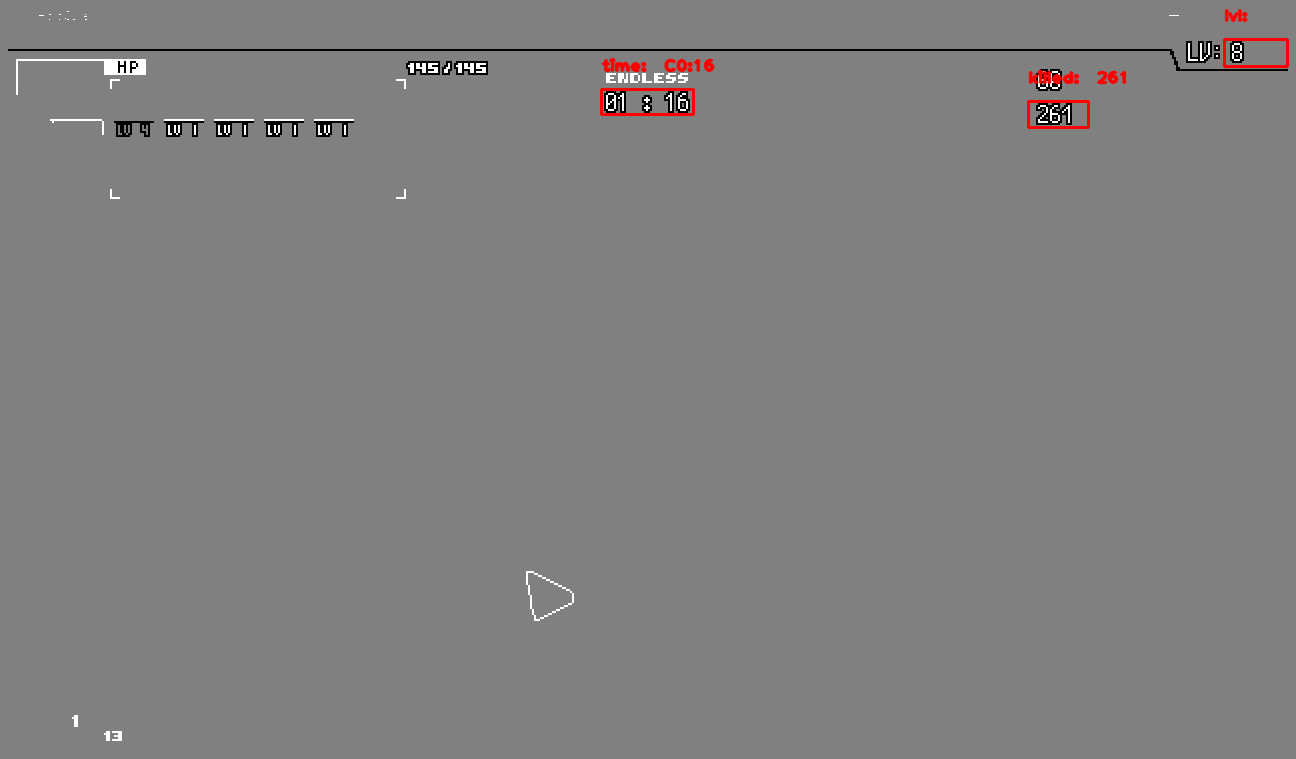 lvl:
LV: 8
HP
145/145
time: C0:16
ENDLESS
01 : 16
killed: 261
261
LV 4 LV 1 LV 1 LV 1 LV 1
1
13